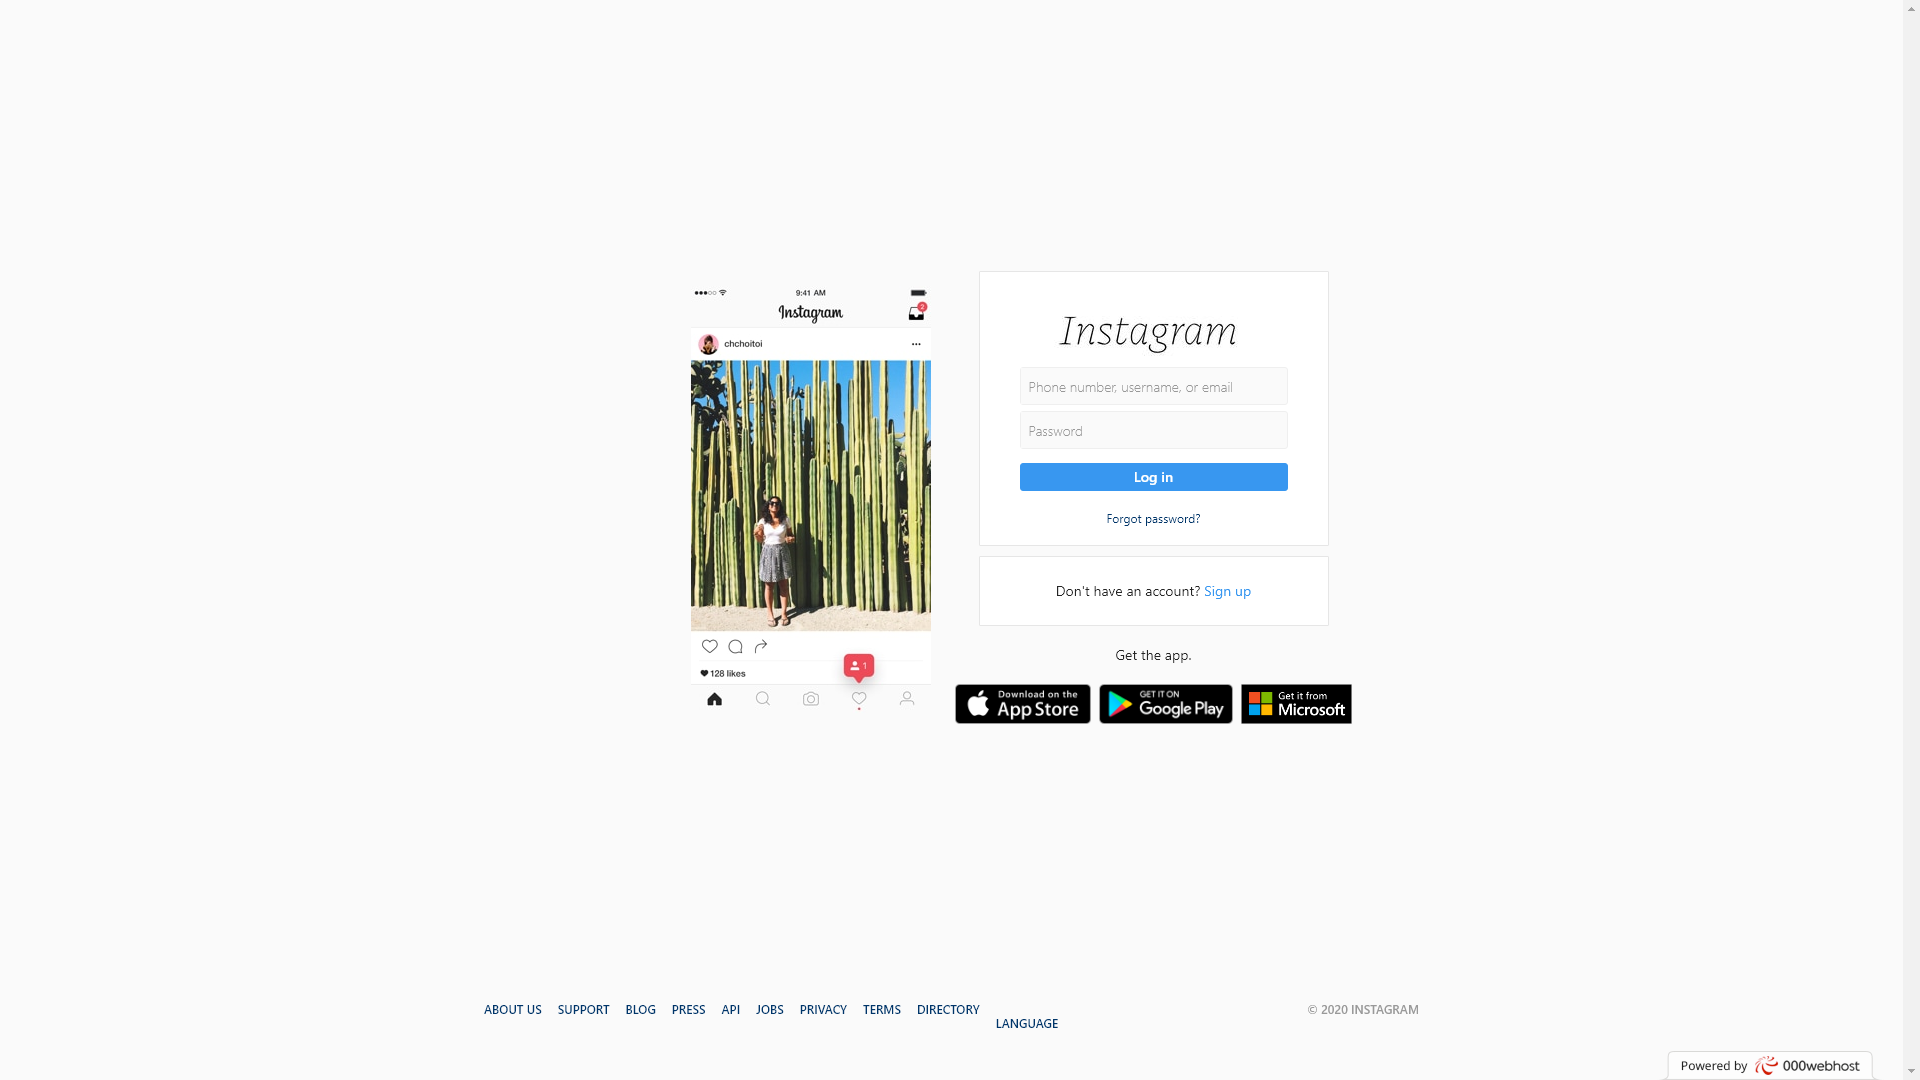 9:41 AM
Instagram
2
chchoitoi
128 likes
1
Instagram
Phone number, username, or email
Password
Log in
Forgot password?
Don't have an account? Sign up
Get the app.
Download on the
App Store
GET IT ON
Google Play
Get it from
Microsoft
ABOUT US SUPPORT BLOG PRESS API JOBS PRIVACY TERMS DIRECTORY
LANGUAGE
© 2020 INSTAGRAM
Powered by 000webhost